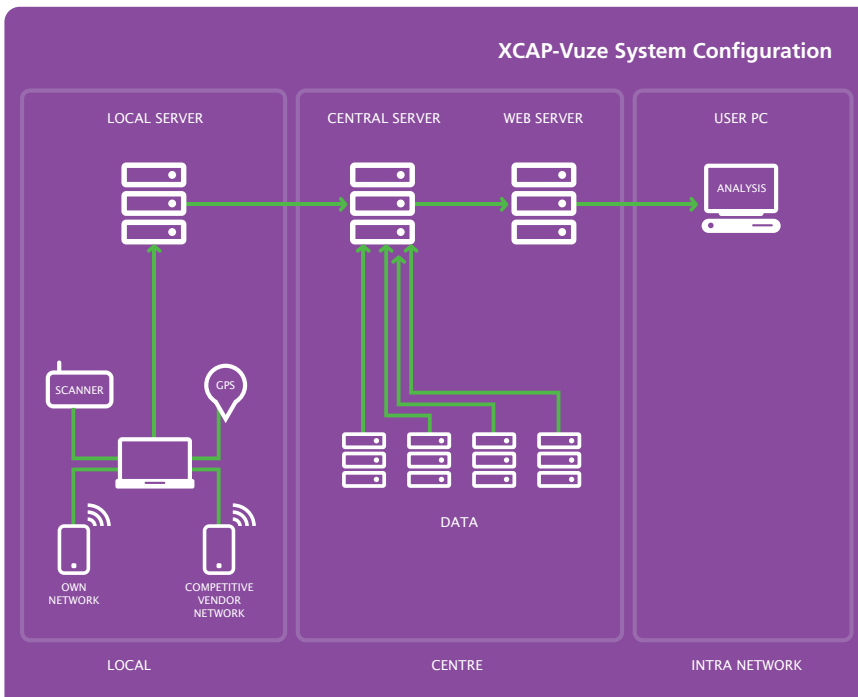 XCAP-Vuze System Configuration
LOCAL SERVER
CENTRAL SERVER
WEB SERVER
USER PC
ANALYSIS
SCANNER
GPS
OWN
NETWORK
COMPETITIVE
VENDOR
NETWORK
DATA
LOCAL
CENTRE
INTRA NETWORK